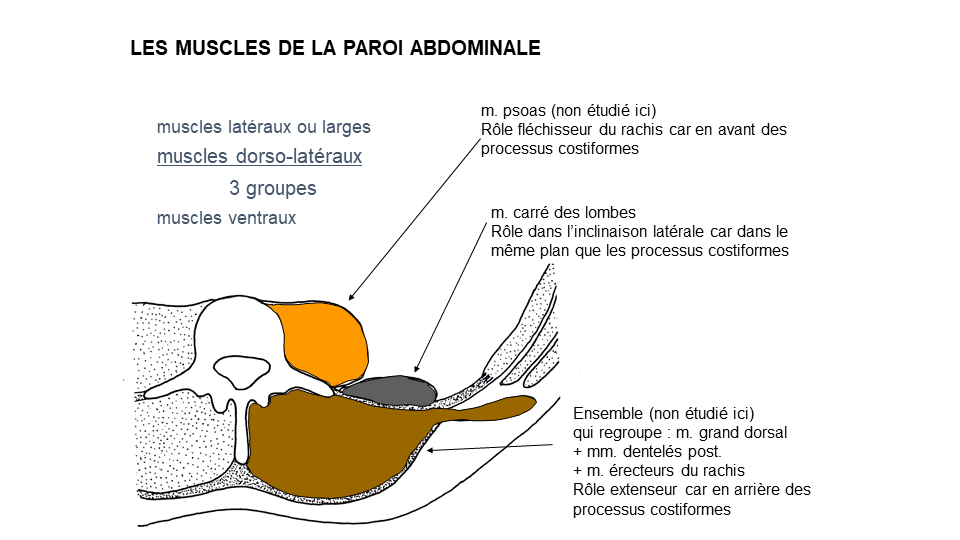 LES MUSCLES DE LA PAROI ABDOMINALE
muscles latéraux ou larges
muscles dorso-latéraux
3 groupes
muscles ventraux
m. psoas (non étudié ici)
Rôle fléchisseur du rachis car en avant des
processus costiformes
m. carré des lombes
Rôle dans l’inclinaison latérale car dans le
même plan que les processus costiformes
Ensemble (non étudié ici)
qui regroupe : m. grand dorsal
+ mm. dentelés post.
+ m. érecteurs du rachis
Rôle extenseur car en arrière des
processus costiformes